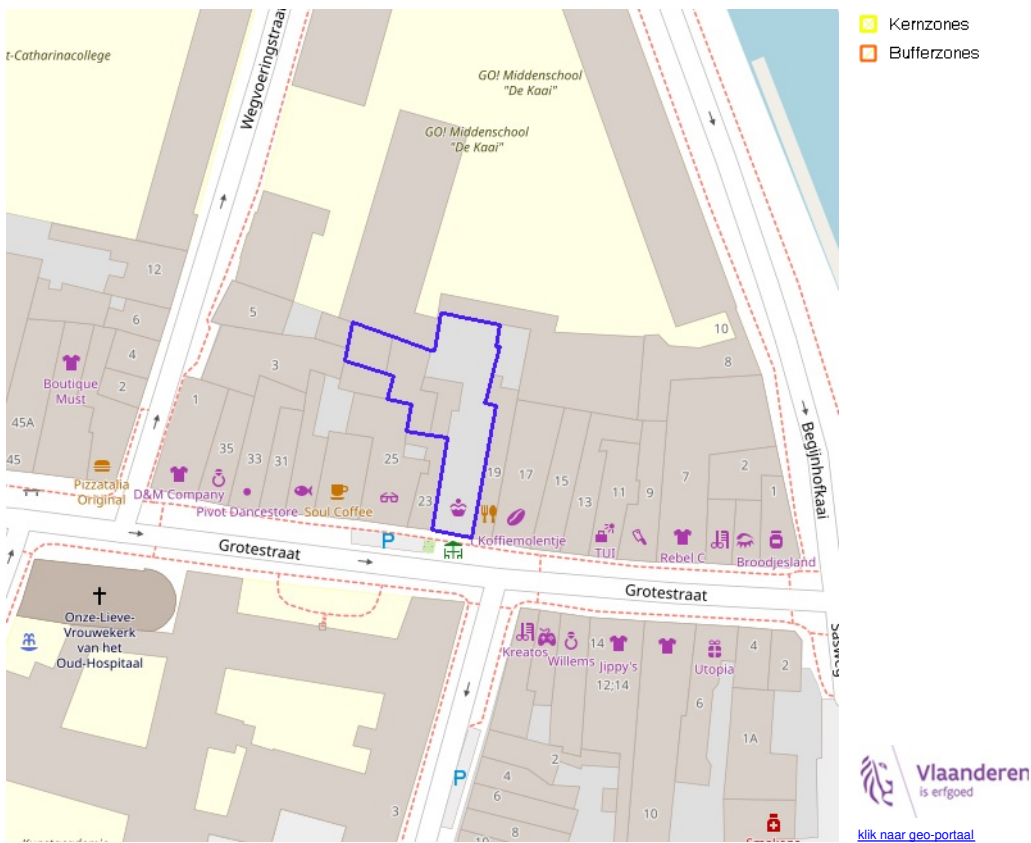 Kernzones
Bufferzones
t-Catharinacollege
Wegvoeringstraat
GO! Middenschool
"De Kaai"
GO! Middenschool
"De Kaai"
12
6
4
2
5
3
10
8
Boutique
Must
1
45A
45
35
33
31
25
23
19
17
15
13
11
9
7
2
1
Begijnhofkaai
Pizzatalia
Original
D&M Company
Pivot Dancestore
Soul Coffee
Koffiemolentje
TUI
Rebel C
Broodjesland
P
Grotestraat
Grotestraat
Onze-Lieve-
Vrouwekerk
van het
Oud-Hospitaal
Kreatos
Willems
14
Jippy's
12;14
Utopia
4
2
6
1A
P
2
4
6
8
10
10
3
Vlaanderen
is erfgoed
klik naar geo-portaal